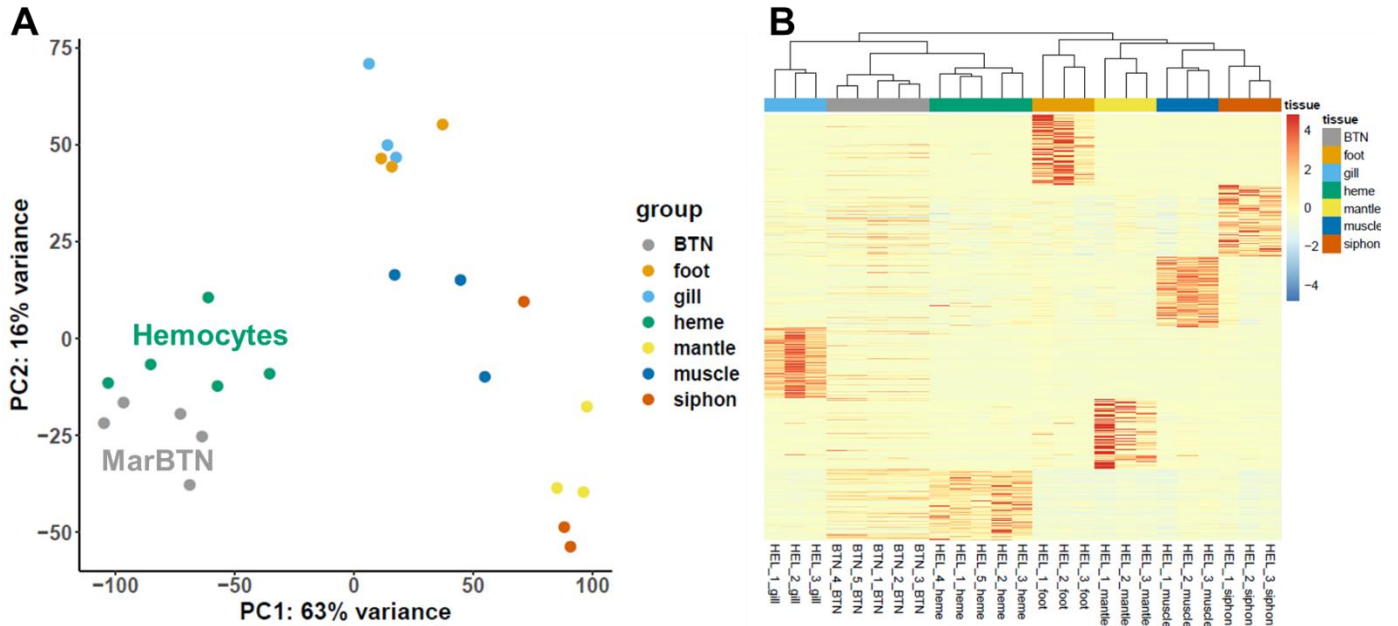 A
75
50
25
0
−25
−50
PC2: 16% variance
−100
−50
0
50
100
PC1: 63% variance
Hemocytes
MarBTN
group
BTN
foot
gill
heme
mantle
muscle
siphon
B
tissue
4
2
0
−2
−4
tissue
BTN
foot
gill
heme
mantle
muscle
siphon
HEL_1_gill
HEL_2_gill
HEL_3_gill
BTN_4_BTN
BTN_5_BTN
BTN_1_BTN
BTN_2_BTN
BTN_3_BTN
HEL_4_heme
HEL_1_heme
HEL_5_heme
HEL_2_heme
HEL_3_heme
HEL_1_foot
HEL_2_foot
HEL_3_foot
HEL_1_mantle
HEL_2_mantle
HEL_3_mantle
HEL_1_muscle
HEL_2_muscle
HEL_3_muscle
HEL_1_siphon
HEL_2_siphon
HEL_3_siphon